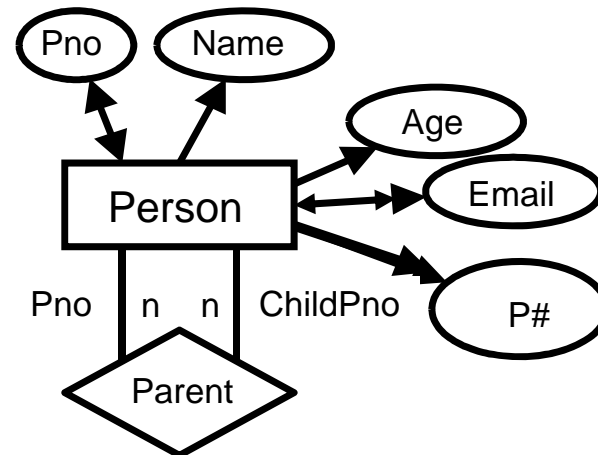 Pno
Name
Age
Person
Email
Pno
n
n
ChildPno
P#
Parent